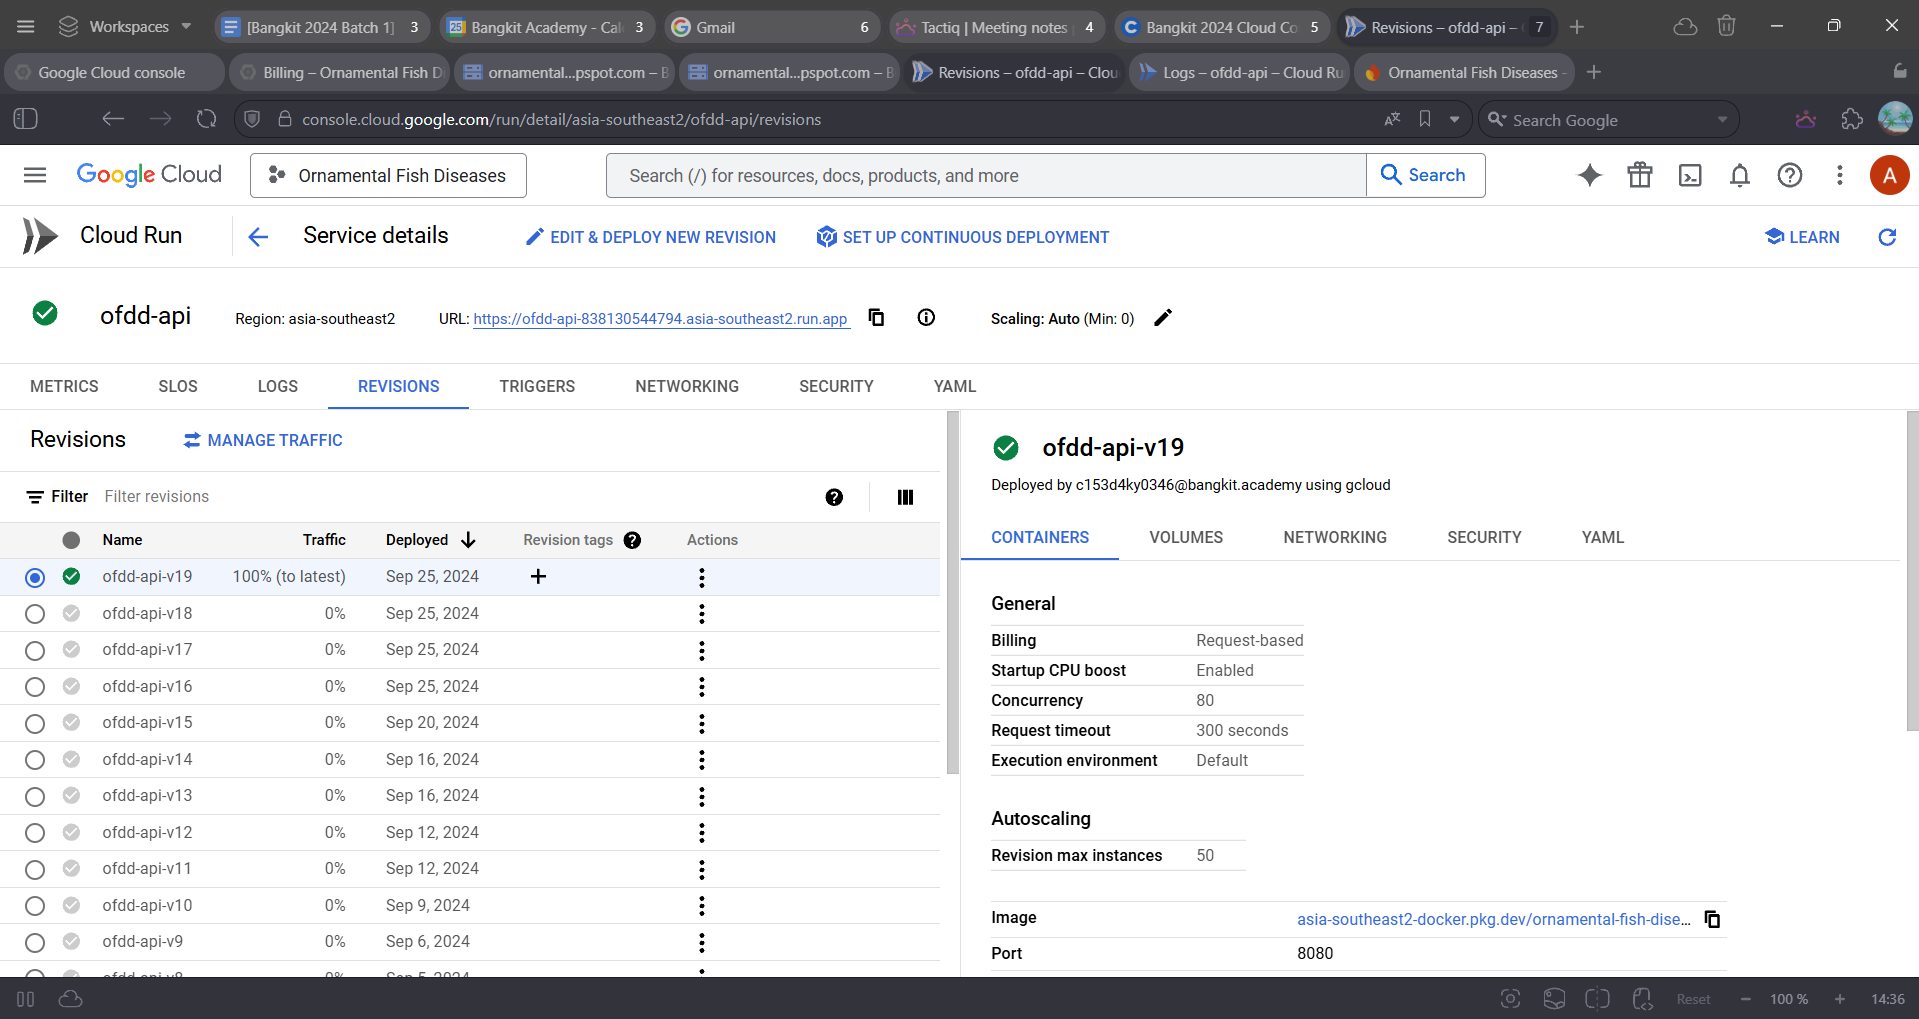 Workspaces
[Bangkit 2024 Batch 1] 3
Bangkit Academy - Cal 3
Gmail 6
Tactiq | Meeting notes 4
Bangkit 2024 Cloud Co 5
Revisions – ofdd-api – 7
Google Cloud console
Billing – Ornamental Fish D
ornamental...pspot.com – B
ornamental...pspot.com – B
Revisions – ofdd-api – Clou
Logs – ofdd-api – Cloud Ru
Ornamental Fish Diseases -
console.cloud.google.com/run/detail/asia-southeast2/ofdd-api/revisions
Search Google
Google Cloud
Ornamental Fish Diseases
Search (/) for resources, docs, products, and more
Search
A
Cloud Run
Service details
EDIT & DEPLOY NEW REVISION
SET UP CONTINUOUS DEPLOYMENT
LEARN
ofdd-api
Region: asia-southeast2
URL: https://ofdd-api-838130544794.asia-southeast2.run.app
Scaling: Auto (Min: 0)
METRICS
SLOS
LOGS
REVISIONS
TRIGGERS
NETWORKING
SECURITY
YAML
Revisions
MANAGE TRAFFIC
Filter Filter revisions
Name Traffic Deployed Revision tags Actions
ofdd-api-v19 100% (to latest) Sep 25, 2024
ofdd-api-v18 0% Sep 25, 2024
ofdd-api-v17 0% Sep 25, 2024
ofdd-api-v16 0% Sep 25, 2024
ofdd-api-v15 0% Sep 20, 2024
ofdd-api-v14 0% Sep 16, 2024
ofdd-api-v13 0% Sep 16, 2024
ofdd-api-v12 0% Sep 12, 2024
ofdd-api-v11 0% Sep 12, 2024
ofdd-api-v10 0% Sep 9, 2024
ofdd-api-v9 0% Sep 6, 2024
ofdd-api-v8 0% Sep 5, 2024
ofdd-api-v19
Deployed by c153d4ky0346@bangkit.academy using gcloud
CONTAINERS
VOLUMES
NETWORKING
SECURITY
YAML
General
Billing Request-based
Startup CPU boost Enabled
Concurrency 80
Request timeout 300 seconds
Execution environment Default
Autoscaling
Revision max instances 50
Image asia-southeast2-docker.pkg.dev/ornamental-fish-dise...
Port 8080
Reset
100 %
14:36